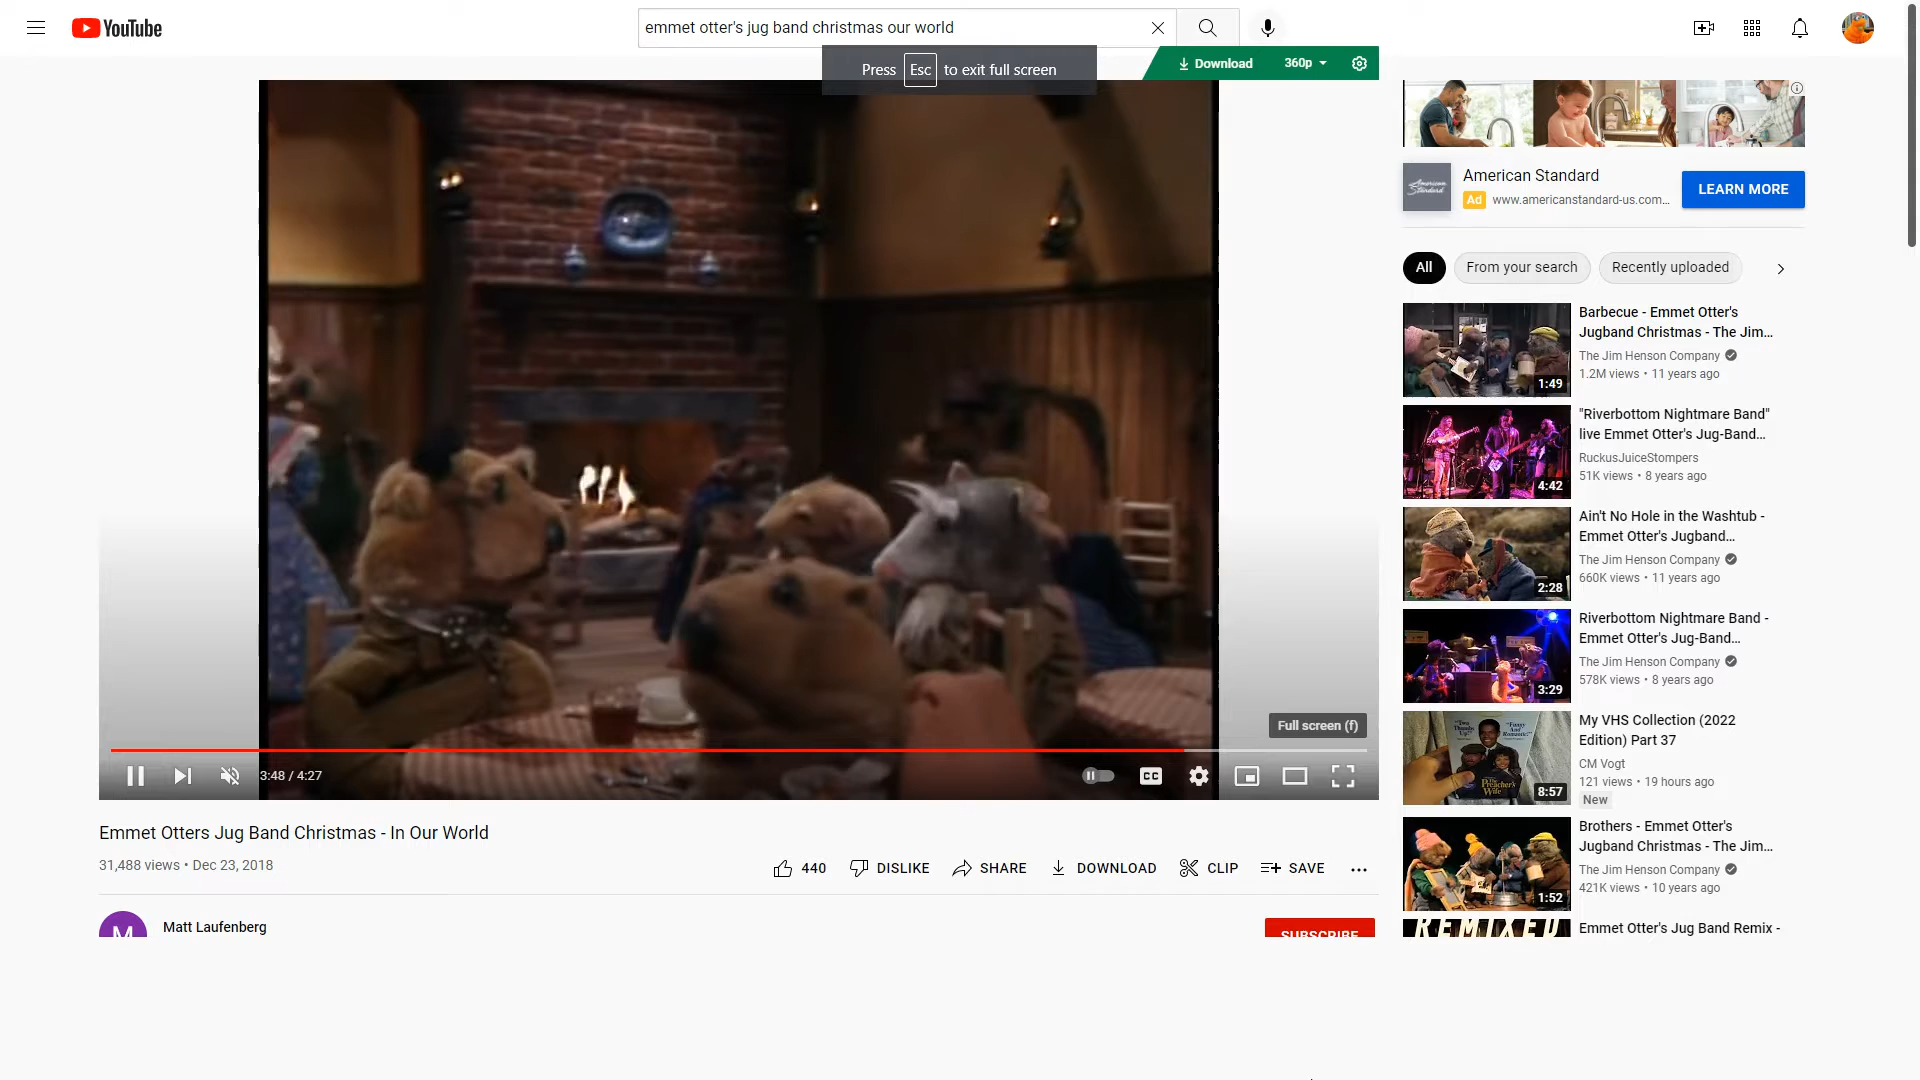 YouTube
emmet otter's jug band christmas our world
Press Esc to exit full screen
Download 360p
American Standard
Ad www.americanstandard-us.com...
LEARN MORE
All From your search Recently uploaded
Barbecue - Emmet Otter's
Jugband Christmas - The Jim...
The Jim Henson Company
1.2M views • 11 years ago
1:49
"Riverbottom Nightmare Band"
live Emmet Otter's Jug-Band...
RuckusJuiceStompers
51K views • 8 years ago
4:42
Ain't No Hole in the Washtub -
Emmet Otter's Jugband...
The Jim Henson Company
660K views • 11 years ago
2:28
Riverbottom Nightmare Band -
Emmet Otter's Jug-Band...
The Jim Henson Company
578K views • 8 years ago
3:29
My VHS Collection (2022
Edition) Part 37
CM Vogt
121 views • 19 hours ago
New
The Preacher's Wife
8:57
Brothers - Emmet Otter's
Jugband Christmas - The Jim...
The Jim Henson Company
421K views • 10 years ago
1:52
REMIXED
Emmet Otter's Jug Band Remix -
Full screen (f)
3:48 / 4:27
CC
Emmet Otters Jug Band Christmas - In Our World
31,488 views • Dec 23, 2018
440 DISLIKE SHARE DOWNLOAD CLIP SAVE ...
M
Matt Laufenberg
SUBSCRIBE